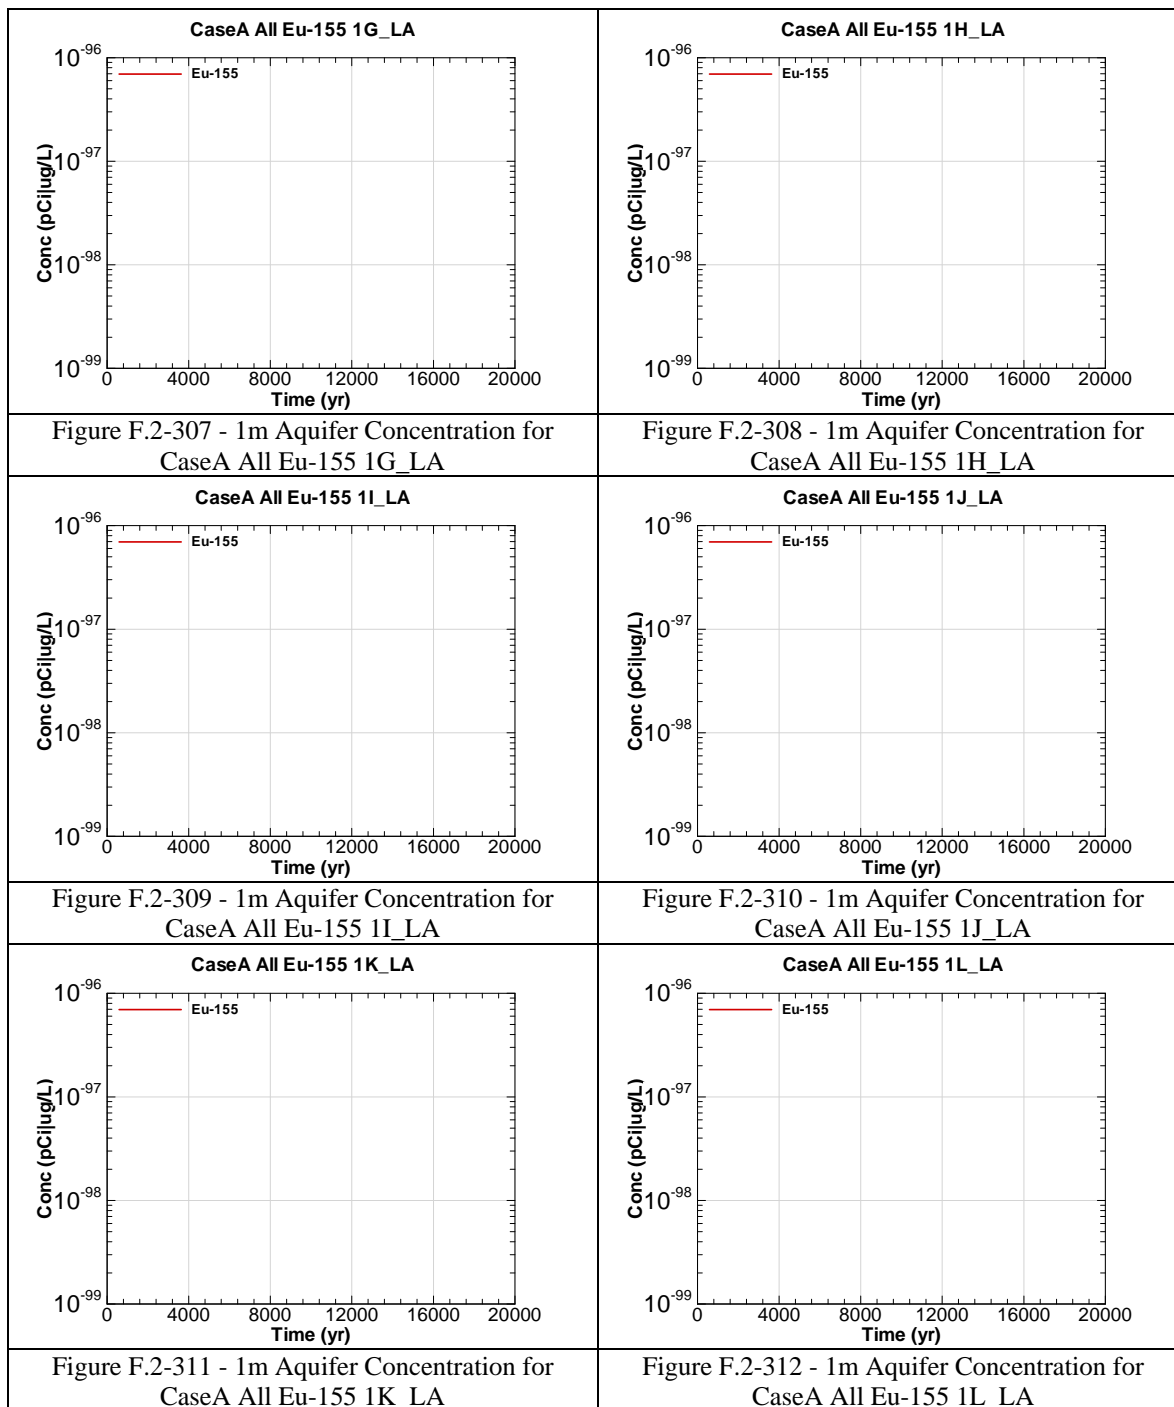 CaseA All Eu-155 1G_LA
10-96
Eu-155
10-97
10-98
10-99
Conc (pCi|ug/L)
0 4000 8000 12000 16000 20000
Time (yr)
Figure F.2-307 - 1m Aquifer Concentration for
CaseA All Eu-155 1G_LA
CaseA All Eu-155 1H_LA
10-96
Eu-155
10-97
10-98
10-99
Conc (pCi|ug/L)
0 4000 8000 12000 16000 20000
Time (yr)
Figure F.2-308 - 1m Aquifer Concentration for
CaseA All Eu-155 1H_LA
CaseA All Eu-155 1I_LA
10-96
Eu-155
10-97
10-98
10-99
Conc (pCi|ug/L)
0 4000 8000 12000 16000 20000
Time (yr)
Figure F.2-309 - 1m Aquifer Concentration for
CaseA All Eu-155 1I_LA
CaseA All Eu-155 1J_LA
10-96
Eu-155
10-97
10-98
10-99
Conc (pCi|ug/L)
0 4000 8000 12000 16000 20000
Time (yr)
Figure F.2-310 - 1m Aquifer Concentration for
CaseA All Eu-155 1J_LA
CaseA All Eu-155 1K_LA
10-96
Eu-155
10-97
10-98
10-99
Conc (pCi|ug/L)
0 4000 8000 12000 16000 20000
Time (yr)
Figure F.2-311 - 1m Aquifer Concentration for
CaseA All Eu-155 1K_LA
CaseA All Eu-155 1L_LA
10-96
Eu-155
10-97
10-98
10-99
Conc (pCi|ug/L)
0 4000 8000 12000 16000 20000
Time (yr)
Figure F.2-312 - 1m Aquifer Concentration for
CaseA All Eu-155 1L_LA